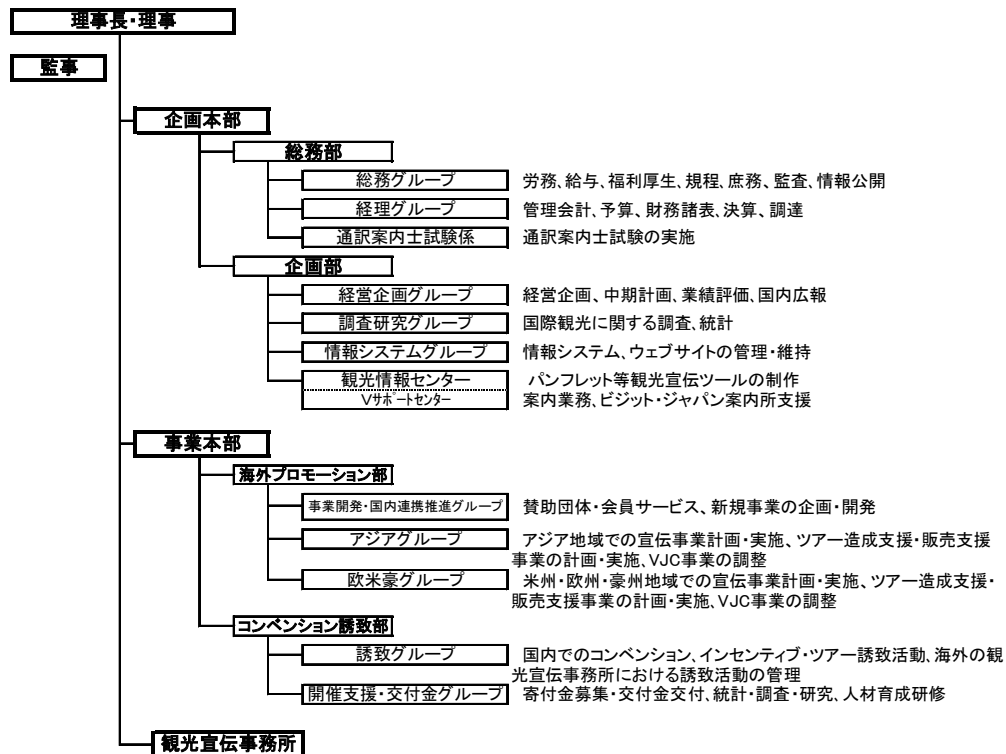 理事長・理事
監事
企画本部
総務部
総務グループ 労務、給与、福利厚生、規程、庶務、監査、情報公開
経理グループ 管理会計、予算、財務諸表、決算、調達
通訳案内士試験係 通訳案内士試験の実施
企画部
経営企画グループ 経営企画、中期計画、業績評価、国内広報
調査研究グループ 国際観光に関する調査、統計
情報システムグループ 情報システム、ウェブサイトの管理・維持
観光情報センター パンフレット等観光宣伝ツールの制作
Vサポートセンター 案内業務、ビジット・ジャパン案内所支援
事業本部
海外プロモーション部
事業開発・国内連携推進グループ 賛助団体・会員サービス、新規事業の企画・開発
アジアグループ アジア地域での宣伝事業計画・実施、ツアー造成支援・販売支援
事業の計画・実施、VJC事業の調整
欧米豪グループ 米州・欧州・豪州地域での宣伝事業計画・実施、ツアー造成支援・
販売支援事業の計画・実施、VJC事業の調整
コンベンション誘致部
誘致グループ 国内でのコンベンション、インセンティブ・ツアー誘致活動、海外の観
光宣伝事務所における誘致活動の管理
開催支援・交付金グループ 寄付金募集・交付金交付、統計・調査・研究、人材育成研修
観光宣伝事務所